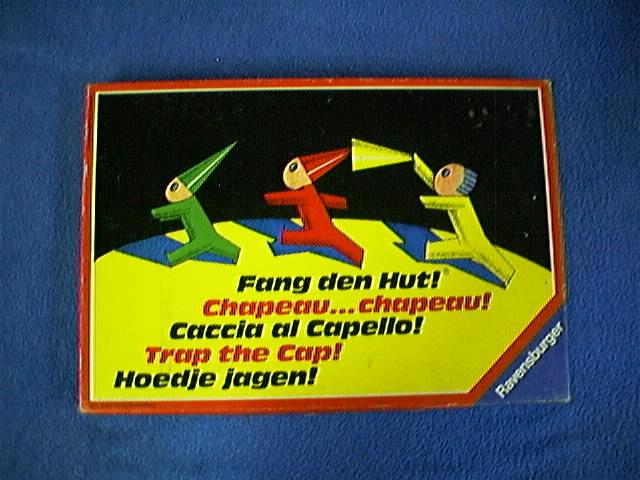 Fang den Hut!®
Chapeau...chapeau!
Caccia al Capello!
Trap the Cap!
Hoedje jagen!
Ravensburger